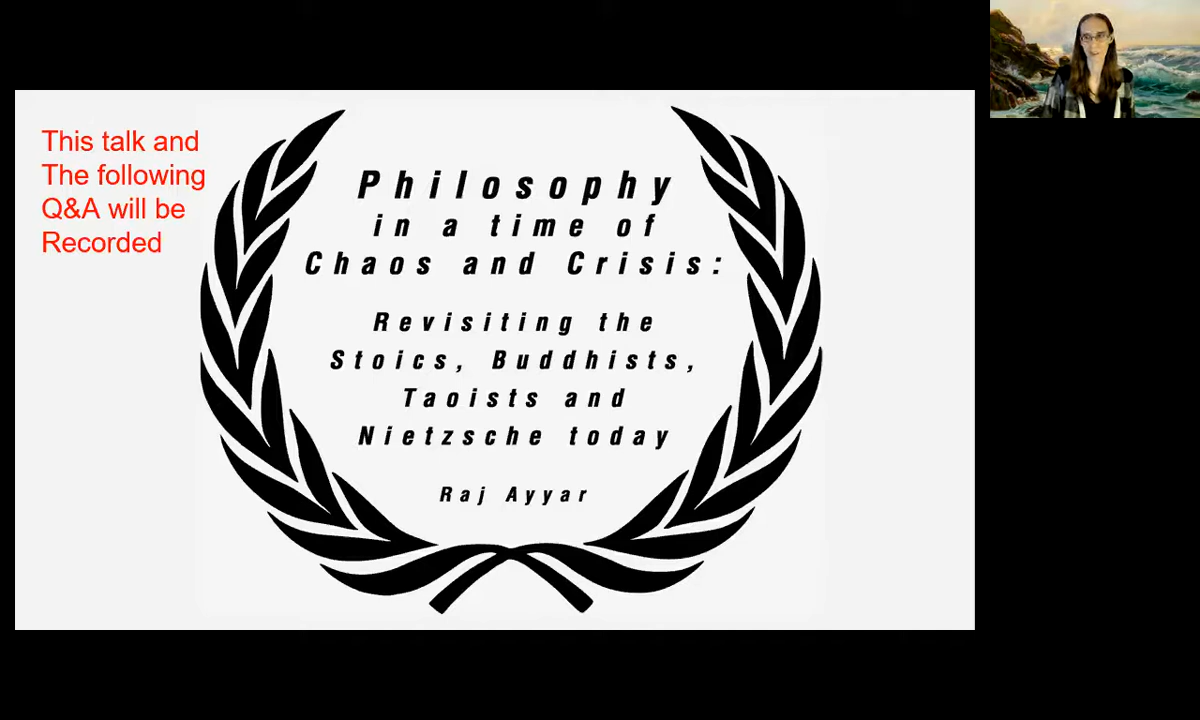 This talk and
The following
Q&A will be
Recorded
Philosophy
in a time of
Chaos and Crisis:
Revisiting the
Stoics, Buddhists,
Taoists and
Nietzsche today
Raj Ayyar